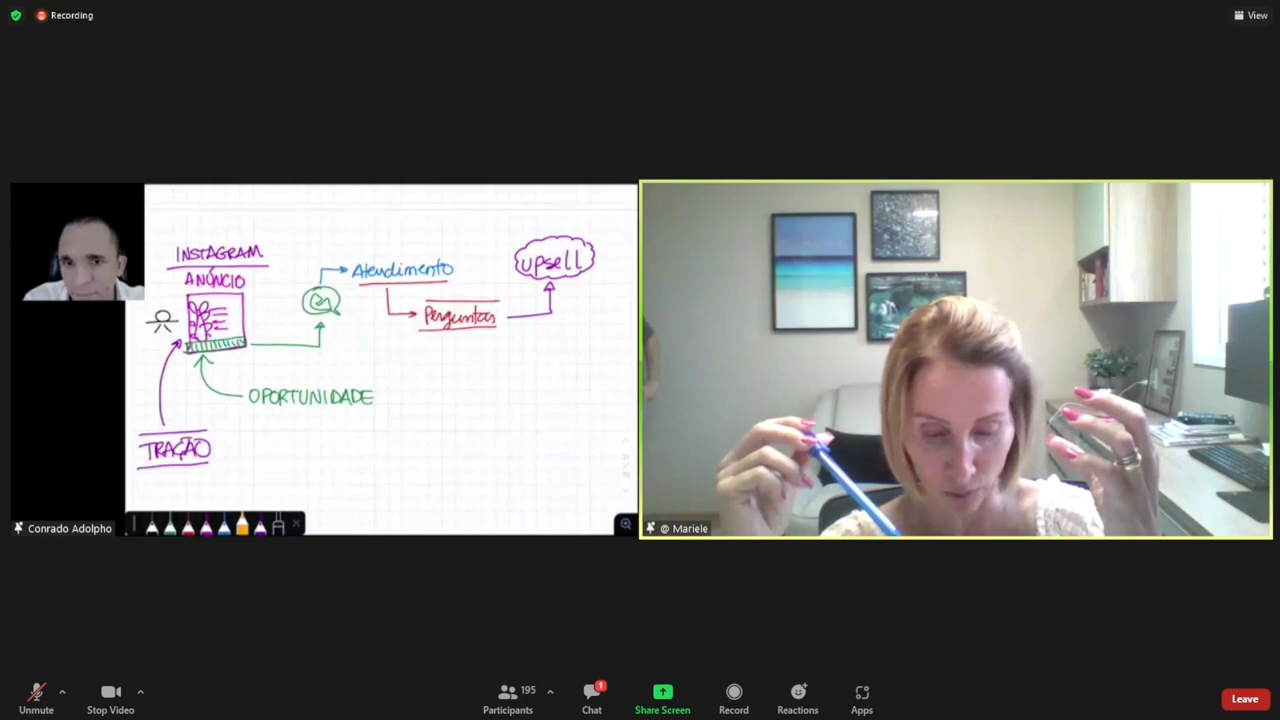 Recording
View
INSTAGRAM
ANÚNCIO
Atendimento
Perguntas
upsell
OPORTUNIDADE
TRAÇÃO
Conrado Adolpho
@ Mariele
Unmute
Stop Video
195
Participants
1
Chat
Share Screen
Record
Reactions
Apps
Leave